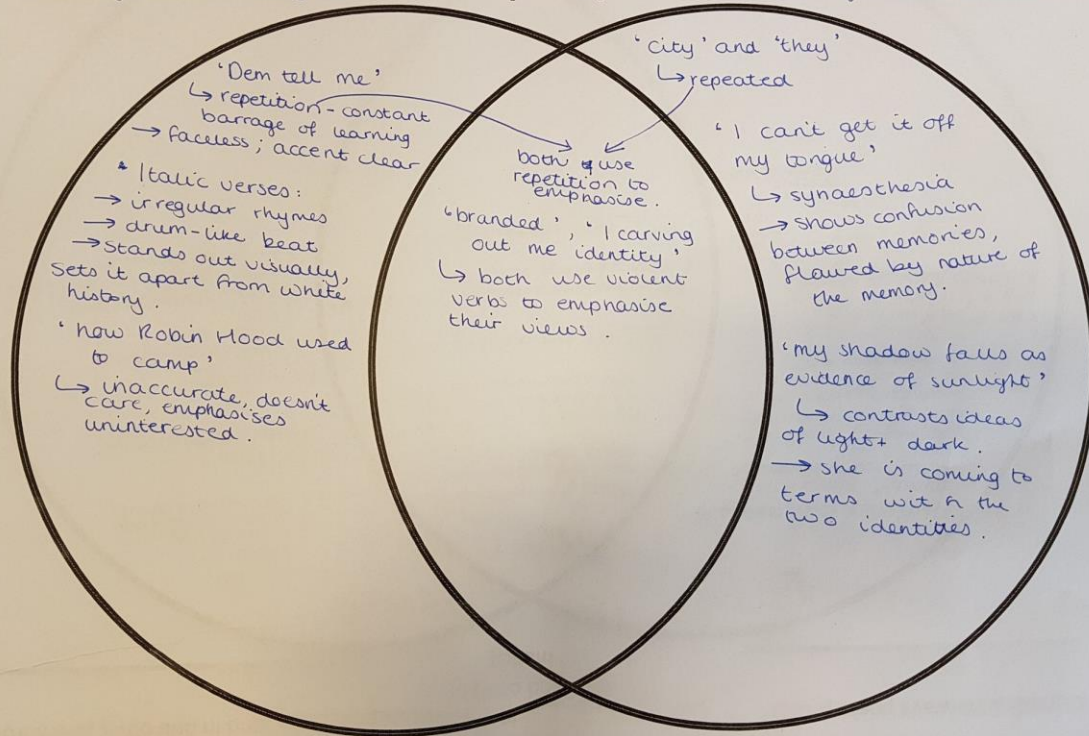 'Dem tell me'
↳ repetition - constant
barrage of learning
→ faceless; accent clear
* Italic verses:
→ irregular rhymes
→ drum-like beat
→ stands out visually,
sets it apart from white
history.
'how Robin Hood used
to camp'
↳ inaccurate, doesn't
care, emphasises
uninterested.
both use
repetition to
emphasise.
'branded', 'I carving
out me identity'
↳ both use violent
verbs to emphasise
their views.
'city' and 'they'
↳ repeated
'I can't get it off
my tongue'
↳ synaesthesia
→ shows confusion
between memories,
flawed by nature of
the memory.
'my shadow falls as
evidence of sunlight'
↳ contrasts ideas
of light + dark.
→ she is coming to
terms with the
two identities.